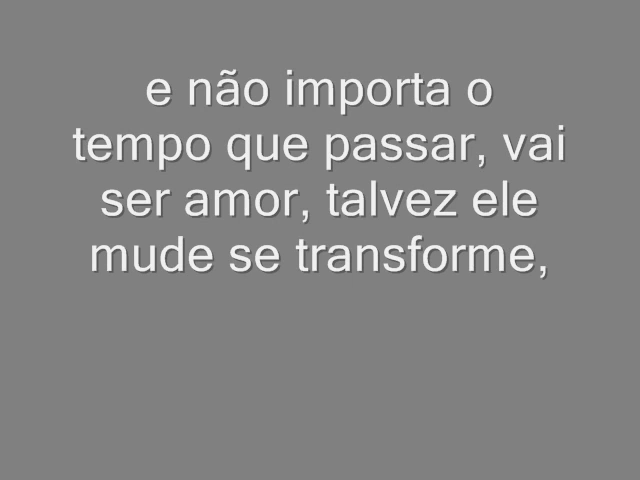 e não importa o
tempo que passar, vai
ser amor, talvez ele
mude se transforme,